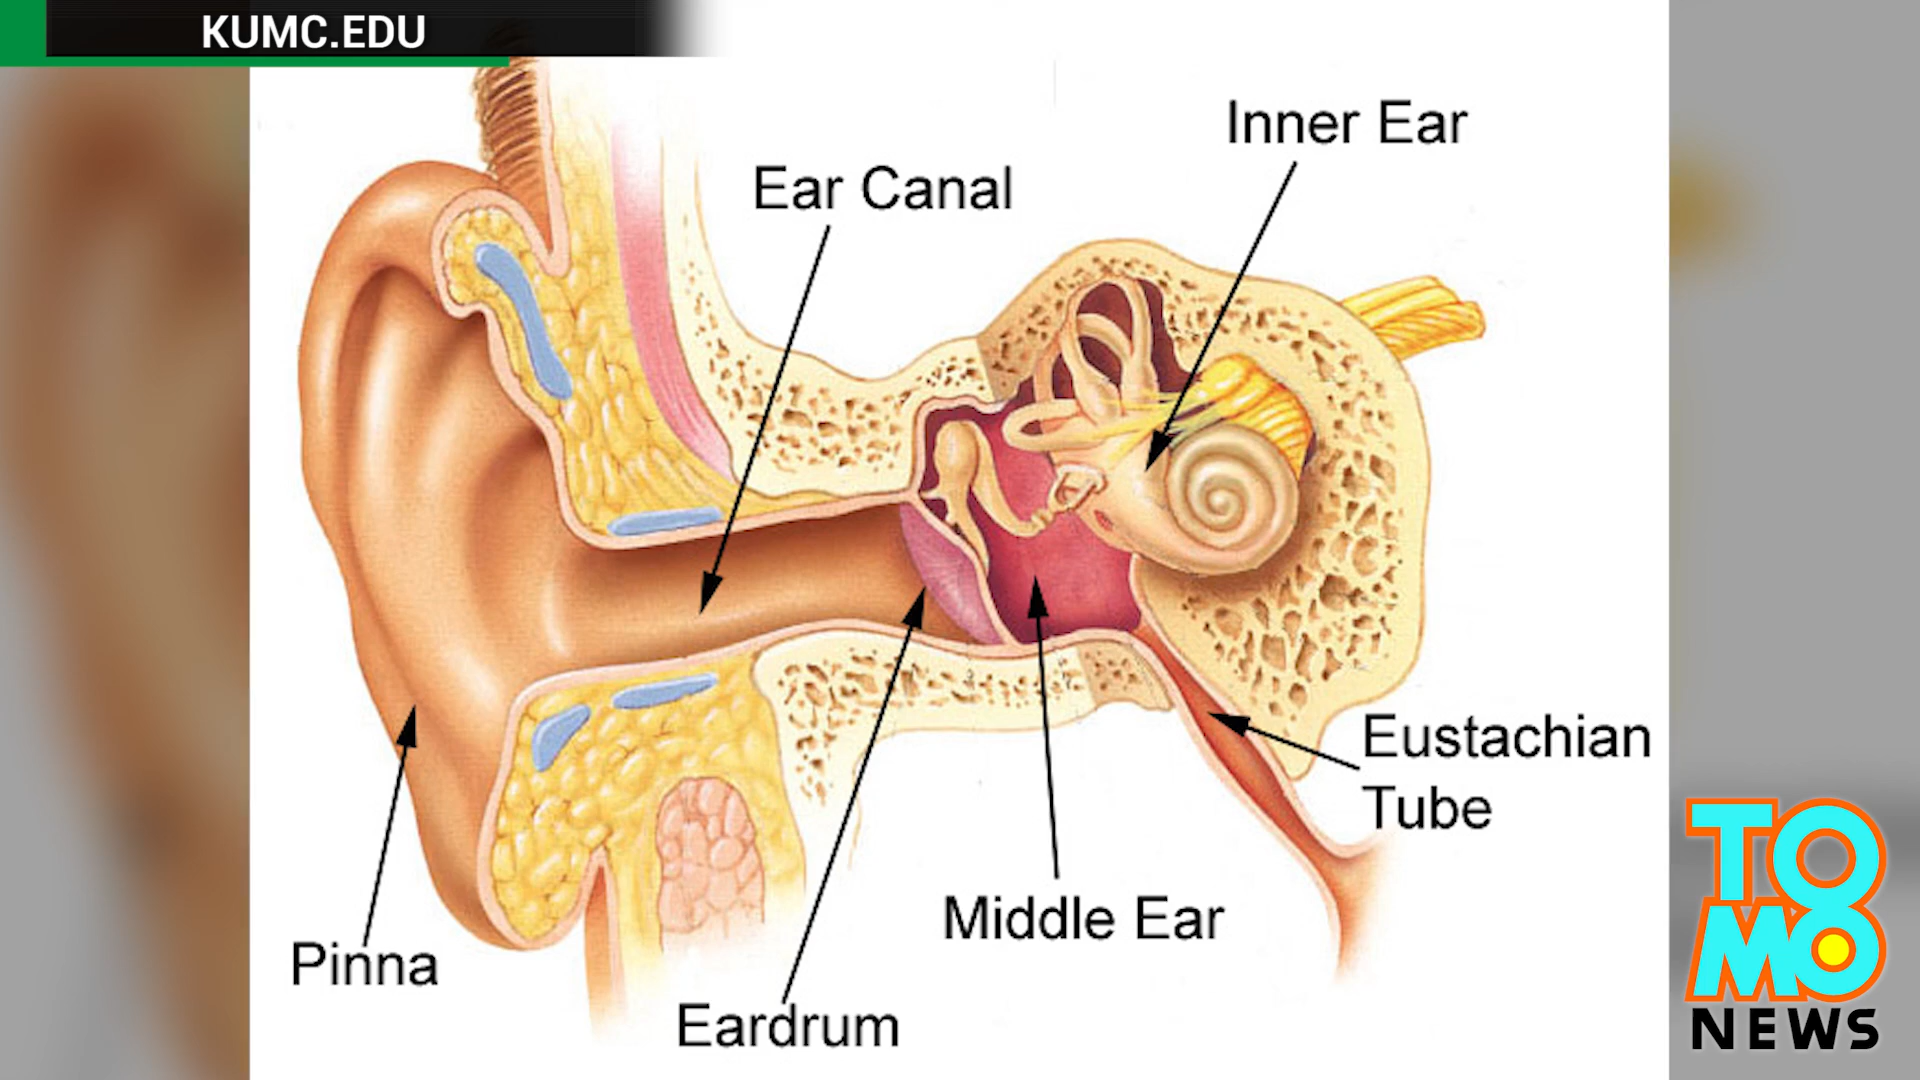 KUMC.EDU
Inner Ear
Ear Canal
Eustachian
Tube
Middle Ear
Pinna
Eardrum
TOMO
NEWS